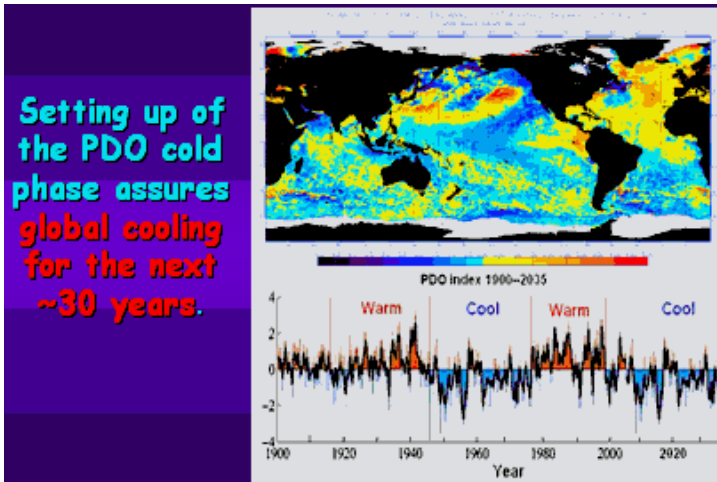 Setting up of
the PDO cold
phase assures
global cooling
for the next
~30 years.
PDO index 1900--2035
Warm Cool Warm Cool
4
2
0
-2
-4
1900 1920 1940 1960 1980 2000 2920
Year